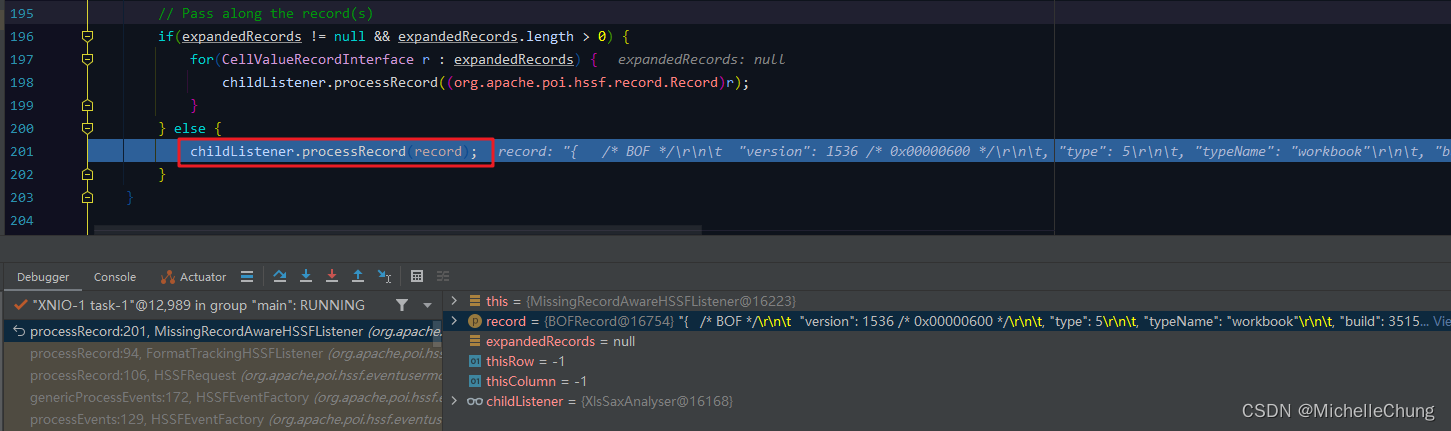 195 // Pass along the record(s)
196 if(expandedRecords != null && expandedRecords.length > 0) {
197 for(CellValueRecordInterface r : expandedRecords) { expandedRecords: null
198 childListener.processRecord((org.apache.poi.hssf.record.Record)r);
199 }
200 } else {
201 childListener.processRecord(record); record: "{ /* BOF */\r\n\t "version": 1536 /* 0x00000600 */\r\n\t, "type": 5\r\n\t, "typeName": "workbook"\r\n\t, "b
202 }
203 }
204
Debugger Console Actuator
"XNIO-1 task-1"@12,989 in group "main": RUNNING
processRecord:201, MissingRecordAwareHSSFListener (org.apache
processRecord:94, FormatTrackingHSSFListener (org.apache.poi.hss
processRecord:106, HSSFRequest (org.apache.poi.hssf.eventusermo
genericProcessEvents:172, HSSFEventFactory (org.apache.poi.hssf.
processEvents:129, HSSFEventFactory (org.apache.poi.hssf.eventus
this = {MissingRecordAwareHSSFListener@16223}
record = {BOFRecord@16754} "{ /* BOF */\r\n\t "version": 1536 /* 0x00000600 */\r\n\t, "type": 5\r\n\t, "typeName": "workbook"\r\n\t, "build": 3515... Vie
expandedRecords = null
thisRow = -1
thisColumn = -1
childListener = {XlsSaxAnalyser@16168}
CSDN @MichelleChung